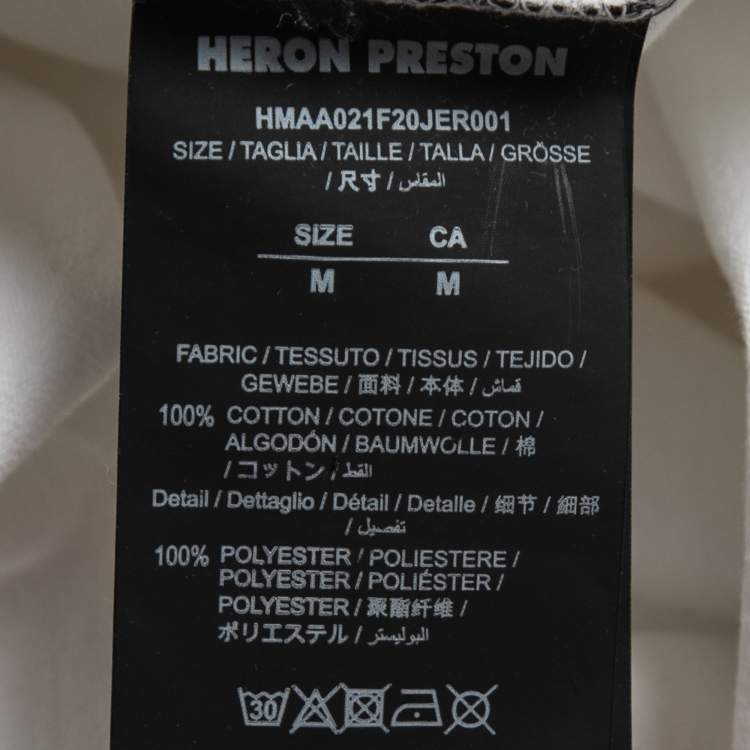 HERON PRESTON
HMAA021F20JER001
SIZE / TAGLIA / TAILLE / TALLA / GRÖSSE
/ 尺寸 / المقاس
SIZE CA
M M
FABRIC / TESSUTO / TISSUS / TEJIDO /
GEWEBE / 面料 / 本体 / قماش
100% COTTON / COTONE / COTON /
ALGODÓN / BAUMWOLLE / 棉
/ コットン / القط
Detail / Dettaglio / Détail / Detalle / 细节 / 細部
/ تفصيل
100% POLYESTER / POLIESTERE /
POLYESTER / POLIÉSTER /
POLYESTER / 聚酯纤维 /
ポリエステル / البوليستر
30